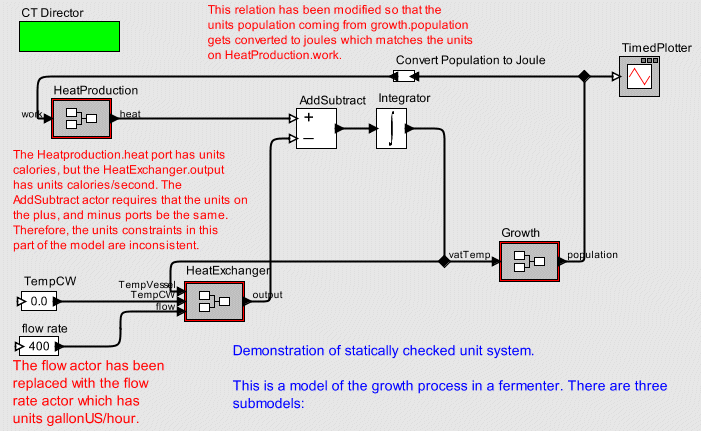 CT Director
This relation has been modified so that the
units population coming from growth.population
gets converted to joules which matches the units
on HeatProduction.work.
Convert Population to Joule
TimedPlotter
HeatProduction
work
heat
AddSubtract
+
–
Integrator
∫
The Heatproduction.heat port has units
calories, but the HeatExchanger.output
has units calories/second. The
AddSubtract actor requires that the units on
the plus, and minus ports be the same.
Therefore, the units constraints in this
part of the model are inconsistent.
Growth
vatTemp
population
TempCW
0.0
HeatExchanger
TempVessel
TempCW
flow
output
flow rate
400
The flow actor has been
replaced with the flow
rate actor which has
units gallonUS/hour.
Demonstration of statically checked unit system.
This is a model of the growth process in a fermenter. There are three
submodels: